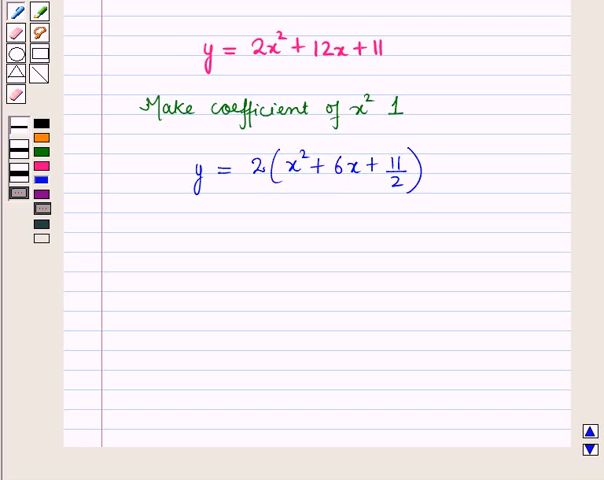 y = 2x² + 12x + 11
Make coefficient of x² 1
y = 2(x² + 6x + 11/2)